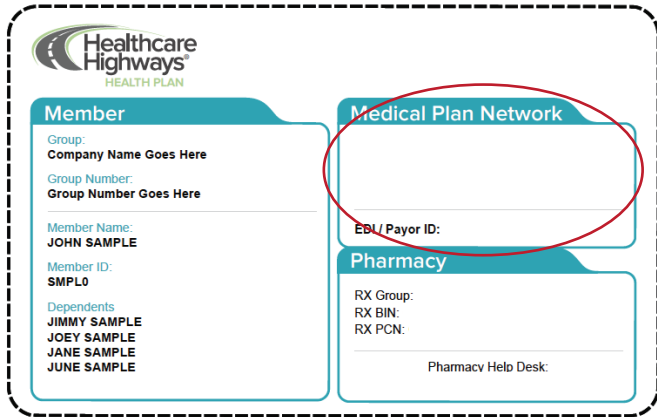 Healthcare
Highways®
HEALTH PLAN
Member
Group:
Company Name Goes Here
Group Number:
Group Number Goes Here
Member Name:
JOHN SAMPLE
Member ID:
SMPL0
Dependents
JIMMY SAMPLE
JOEY SAMPLE
JANE SAMPLE
JUNE SAMPLE
Medical Plan Network
EDI / Payor ID:
Pharmacy
RX Group:
RX BIN:
RX PCN:
Pharmacy Help Desk: